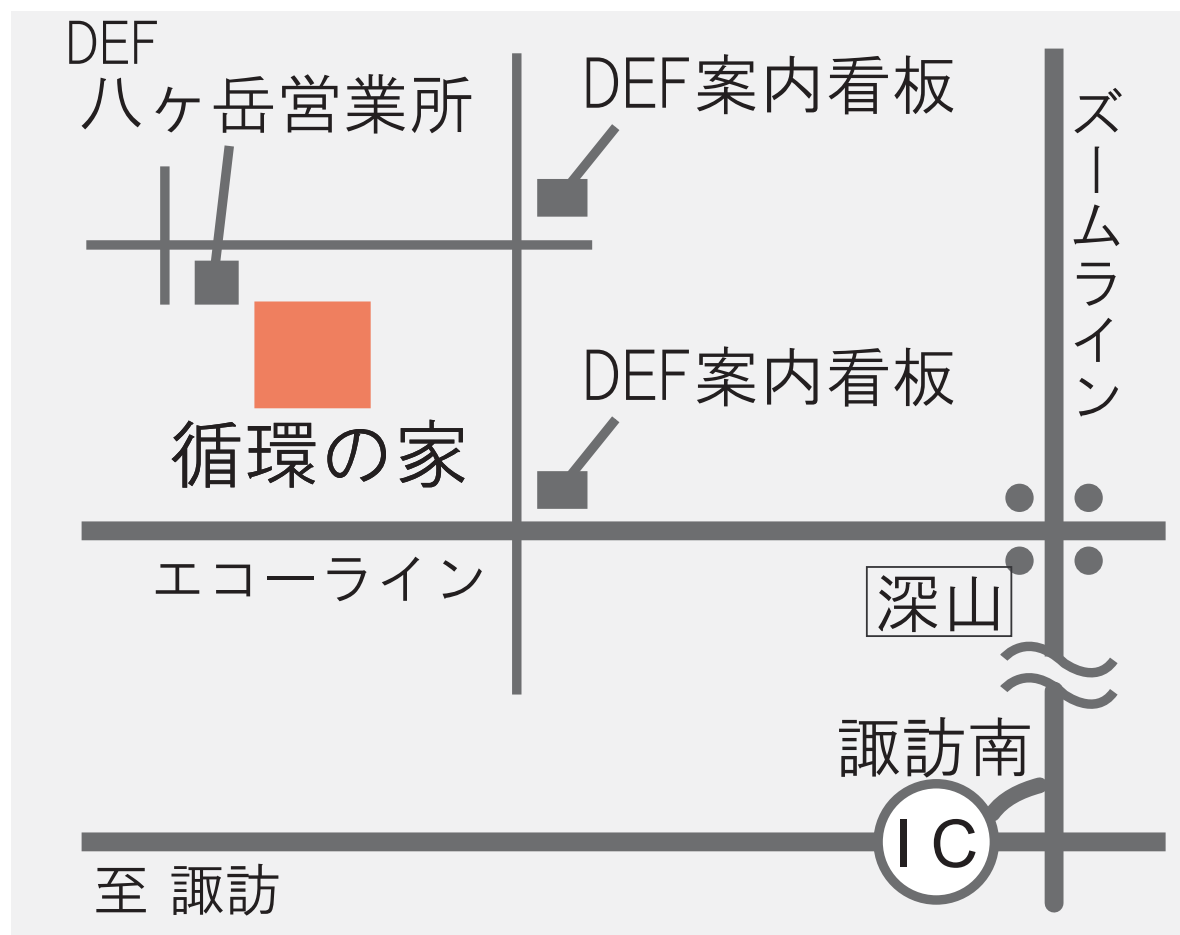 DEF
八ヶ岳営業所
DEF案内看板
ズームライン
DEF案内看板
循環の家
エコーライン
深山
諏訪南
IC
至 諏訪